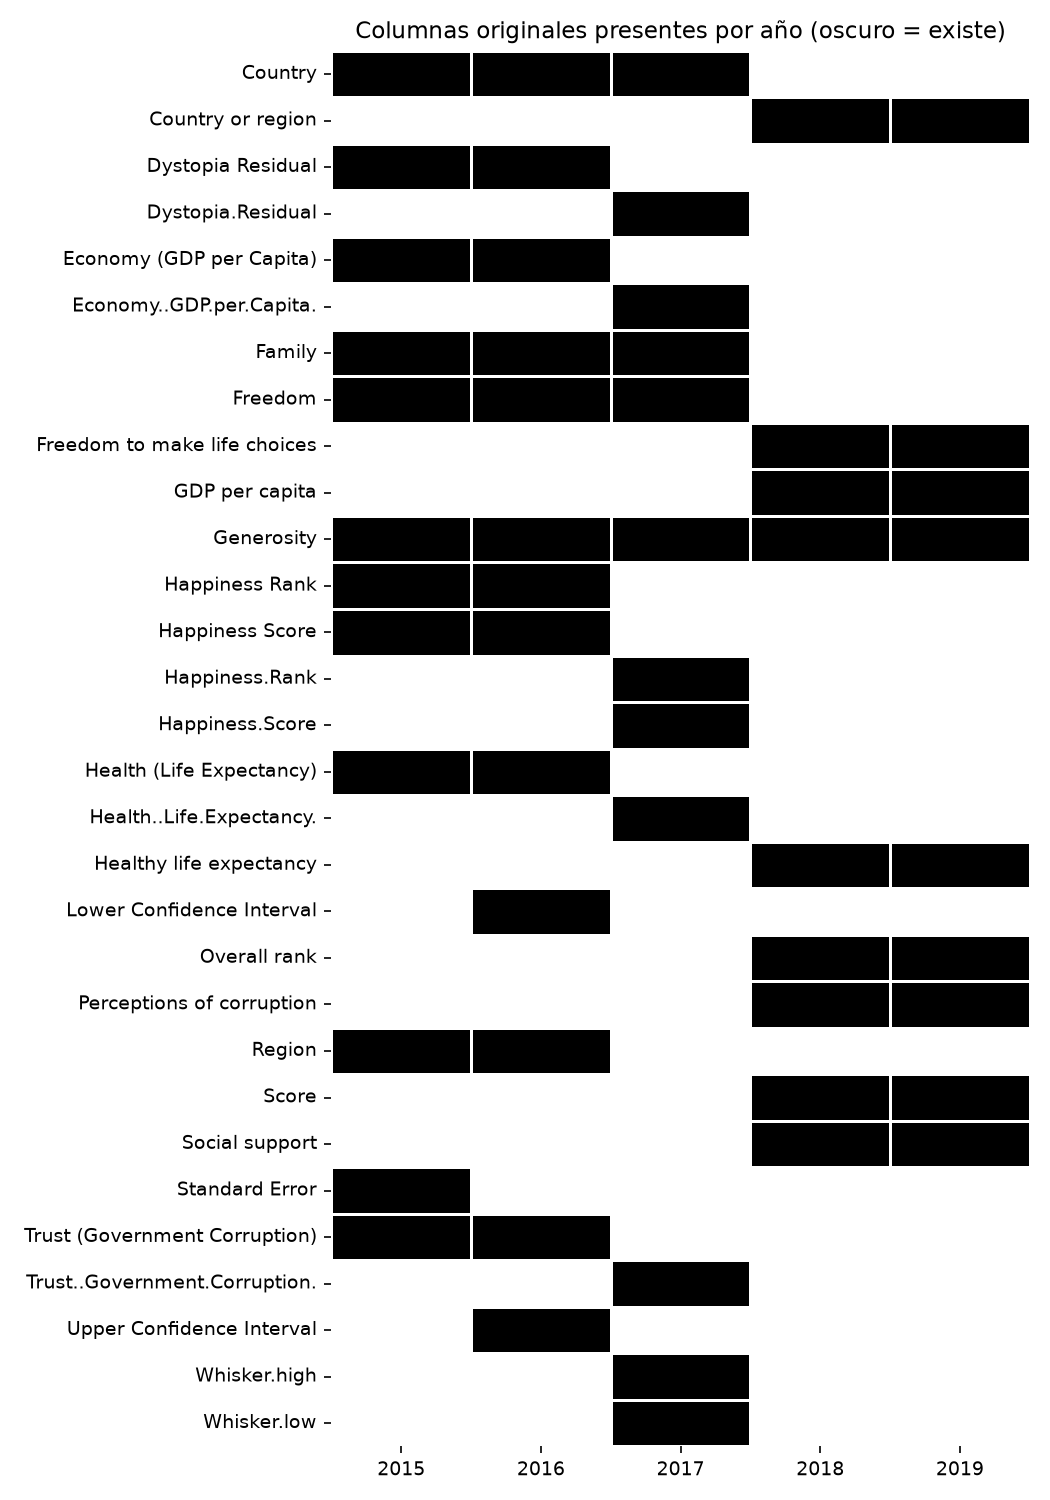 Columnas originales presentes por año (oscuro = existe)
Country
Country or region
Dystopia Residual
Dystopia.Residual
Economy (GDP per Capita)
Economy..GDP.per.Capita.
Family
Freedom
Freedom to make life choices
GDP per capita
Generosity
Happiness Rank
Happiness Score
Happiness.Rank
Happiness.Score
Health (Life Expectancy)
Health..Life.Expectancy.
Healthy life expectancy
Lower Confidence Interval
Overall rank
Perceptions of corruption
Region
Score
Social support
Standard Error
Trust (Government Corruption)
Trust..Government.Corruption.
Upper Confidence Interval
Whisker.high
Whisker.low
2015 2016 2017 2018 2019